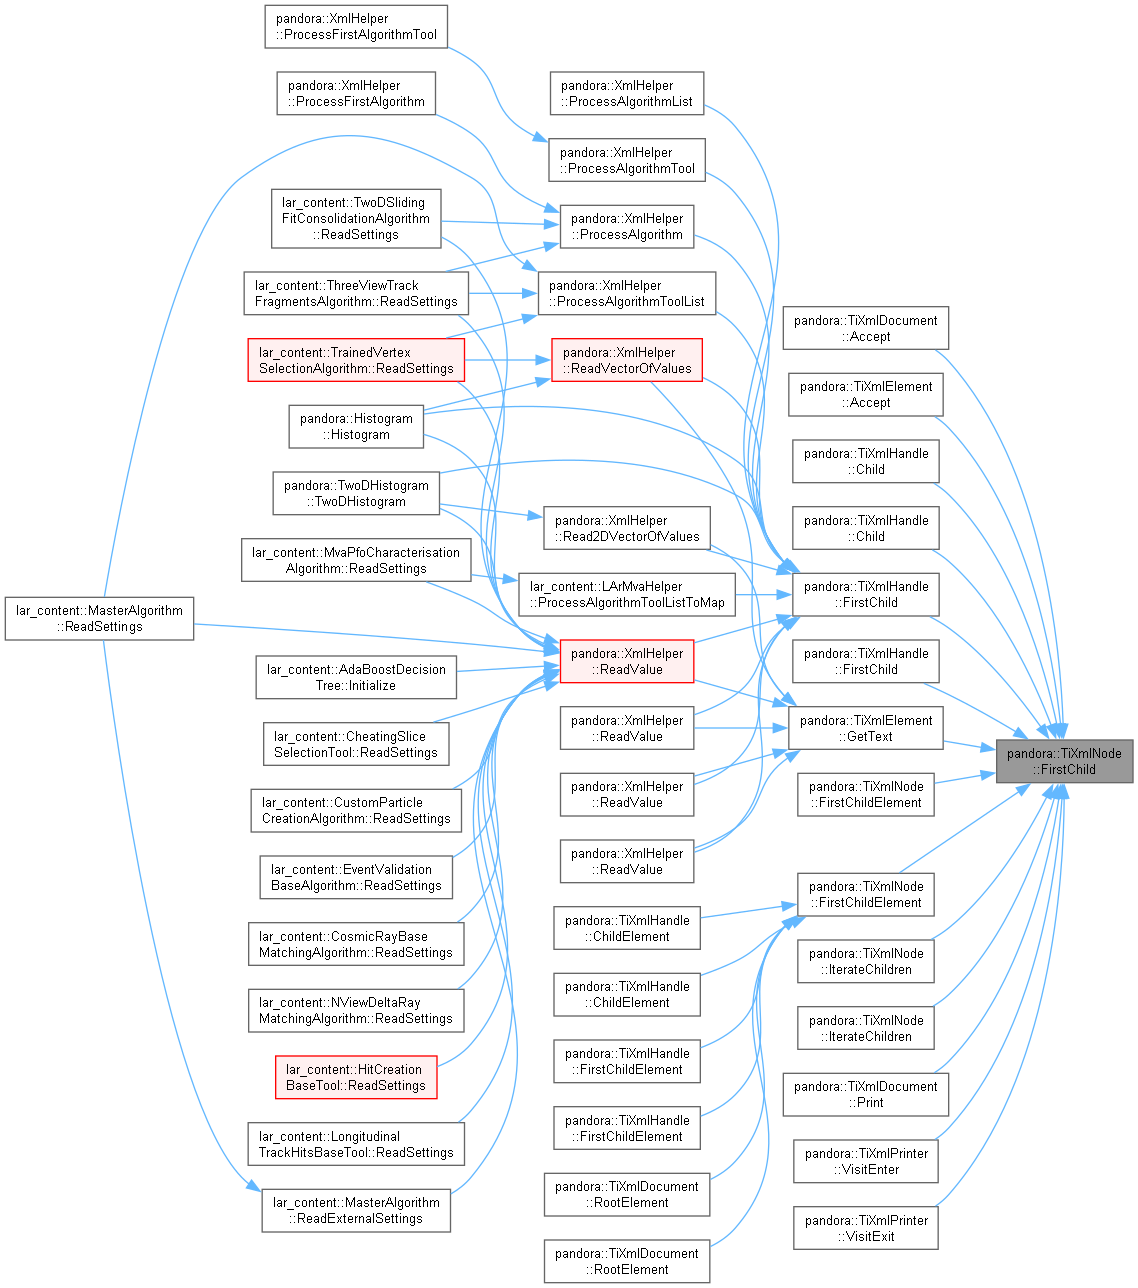 pandora::XmlHelper
::ProcessFirstAlgorithmTool
pandora::XmlHelper
::ProcessFirstAlgorithm
pandora::XmlHelper
::ProcessAlgorithmList
pandora::XmlHelper
::ProcessAlgorithmTool
lar_content::TwoDSliding
FitConsolidationAlgorithm
::ReadSettings
pandora::XmlHelper
::ProcessAlgorithm
lar_content::ThreeViewTrack
FragmentsAlgorithm::ReadSettings
pandora::XmlHelper
::ProcessAlgorithmToolList
pandora::TiXmlDocument
::Accept
lar_content::TrainedVertex
SelectionAlgorithm::ReadSettings
pandora::XmlHelper
::ReadVectorOfValues
pandora::TiXmlElement
::Accept
pandora::Histogram
::Histogram
pandora::TiXmlHandle
::Child
pandora::TwoDHistogram
::TwoDHistogram
pandora::XmlHelper
::Read2DVectorOfValues
pandora::TiXmlHandle
::Child
lar_content::MvaPfoCharacterisation
Algorithm::ReadSettings
lar_content::LArMvaHelper
::ProcessAlgorithmToolListToMap
pandora::TiXmlHandle
::FirstChild
lar_content::MasterAlgorithm
::ReadSettings
pandora::XmlHelper
::ReadValue
pandora::TiXmlHandle
::FirstChild
lar_content::AdaBoostDecision
Tree::Initialize
lar_content::CheatingSlice
SelectionTool::ReadSettings
pandora::XmlHelper
::ReadValue
pandora::TiXmlElement
::GetText
pandora::TiXmlNode
::FirstChild
lar_content::CustomParticle
CreationAlgorithm::ReadSettings
pandora::XmlHelper
::ReadValue
pandora::TiXmlNode
::FirstChildElement
lar_content::EventValidation
BaseAlgorithm::ReadSettings
pandora::XmlHelper
::ReadValue
pandora::TiXmlNode
::FirstChildElement
lar_content::CosmicRayBase
MatchingAlgorithm::ReadSettings
pandora::TiXmlHandle
::ChildElement
pandora::TiXmlNode
::IterateChildren
lar_content::NViewDeltaRay
MatchingAlgorithm::ReadSettings
pandora::TiXmlHandle
::ChildElement
pandora::TiXmlNode
::IterateChildren
lar_content::HitCreation
BaseTool::ReadSettings
pandora::TiXmlHandle
::FirstChildElement
pandora::TiXmlDocument
::Print
lar_content::Longitudinal
TrackHitsBaseTool::ReadSettings
pandora::TiXmlHandle
::FirstChildElement
pandora::TiXmlPrinter
::VisitEnter
lar_content::MasterAlgorithm
::ReadExternalSettings
pandora::TiXmlDocument
::RootElement
pandora::TiXmlPrinter
::VisitExit
pandora::TiXmlDocument
::RootElement